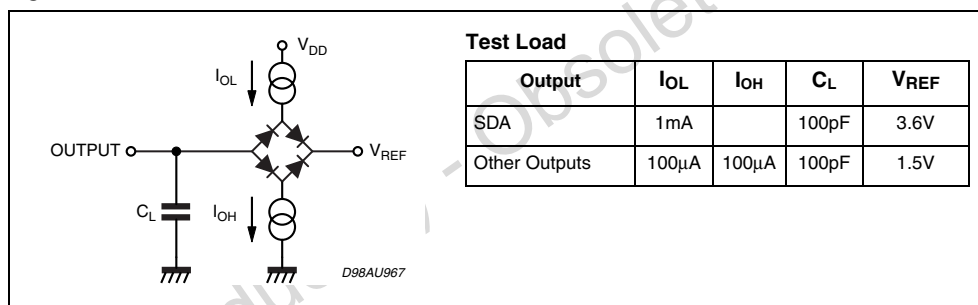 V_DD
I_OL
OUTPUT
V_REF
C_L
I_OH
D98AU967
Test Load
Output I_OL I_OH C_L V_REF
SDA 1mA 100pF 3.6V
Other Outputs 100μA 100μA 100pF 1.5V